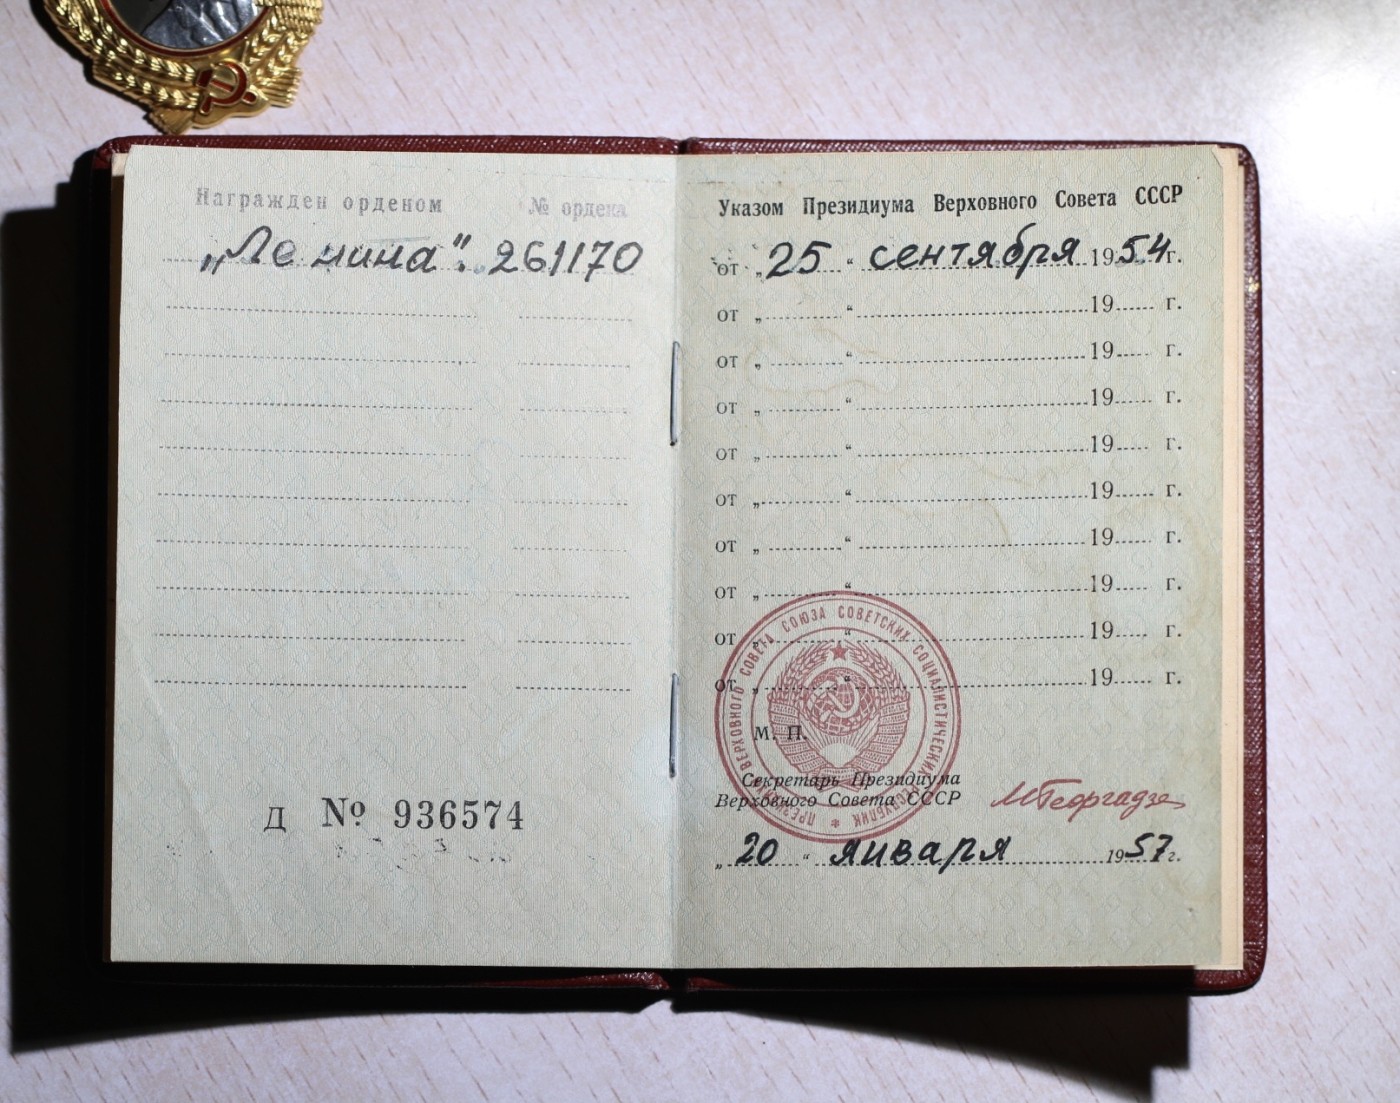 Награжден орденом № ордена
„Ленина“. 261170
Д № 936574
Указом Президиума Верховного Совета СССР
от „25“ сентября 1954 г.
от „ “ 19 г.
от „ “ 19 г.
от „ “ 19 г.
от „ “ 19 г.
от „ “ 19 г.
от „ “ 19 г.
от „ “ 19 г.
от „ “ 19 г.
от „ “ 19 г.
ПРЕЗИДИУМ ВЕРХОВНОГО СОВЕТА СОЮЗА СОВЕТСКИХ СОЦИАЛИСТИЧЕСКИХ РЕСПУБЛИК
М. П.
Секретарь Президиума
Верховного Совета СССР
МГеоргадзе
„20“ января 1957 г.